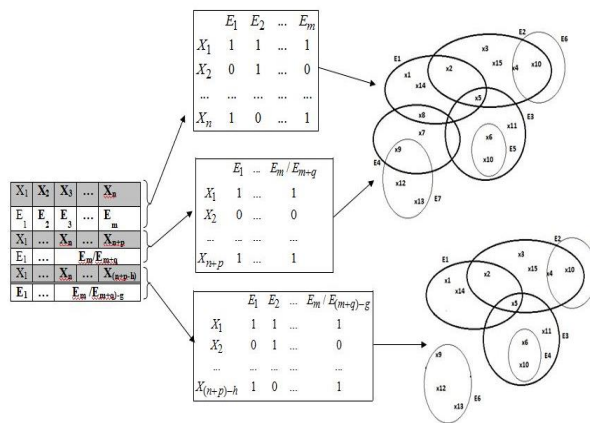 E1 E2 ... Em
X1 1 1 ... 1
X2 0 1 ... 0
... ... ... ... ...
Xn 1 0 ... 1
E1 ... Em/Em+q
X1 1 ... 1
X2 0 ... 0
... ... ... ...
Xn+p 1 ... 1
E1 E2 ... Em/E(m+q)-g
X1 1 1 ... 1
X2 0 1 ... 0
... ... ... ... ...
X(n+p)-h 1 0 ... 1
X1 X2 X3 ... Xn
E1 E2 E3 ... Em
X1 ... Xn ... Xn+p
E1 ... Em/Em+q
X1 ... Xn ... X(n+p-h)
E1 ... Em/E(m+q)-g
E2 E6
x3
E1 x2 x15 x4 x10
x1
x14
x5
x8 x11 E3
x7 x6
E5
E4 x9 x10
x12
x13 E7
E2
x3
E1 x2 x15 x4 x10
x1
x14
x5
x11 E3
x6
x9 E4
x10
x12
x13 E6